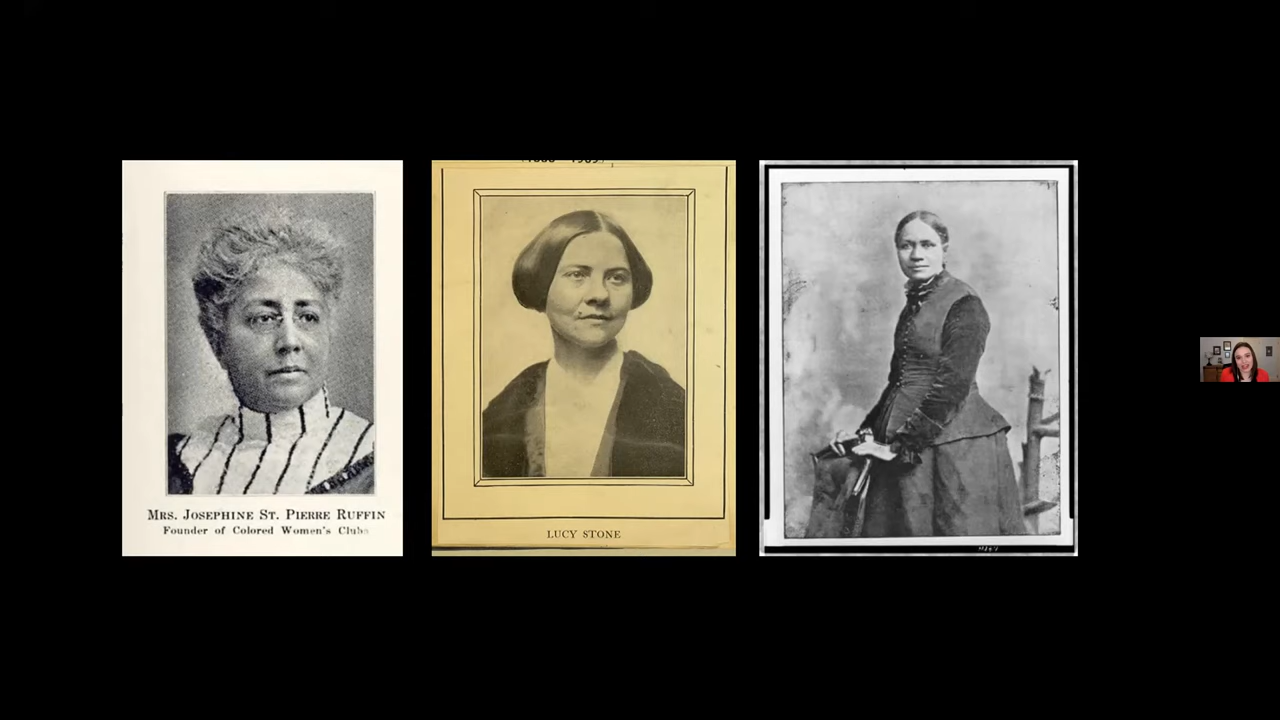 MRS. JOSEPHINE ST. PIERRE RUFFIN
Founder of Colored Women's Clubs
LUCY STONE